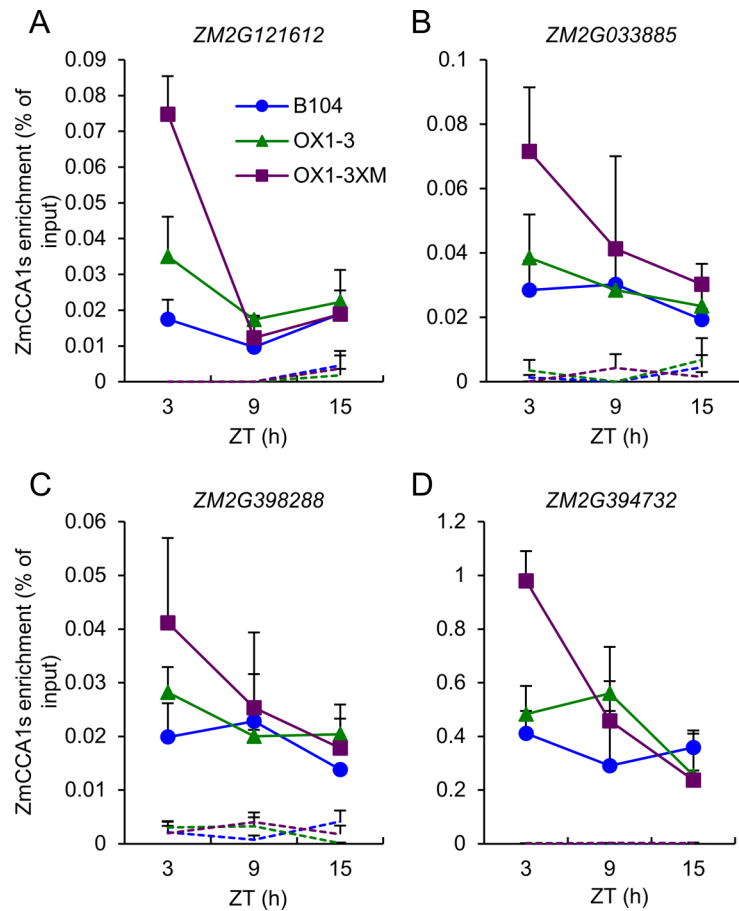 A
ZM2G121612
ZmCCA1s enrichment (% of
input)
0.09
0.08
0.07
0.06
0.05
0.04
0.03
0.02
0.01
0
B104
OX1-3
OX1-3XM
3
9
15
ZT (h)
B
ZM2G033885
0.1
0.08
0.06
0.04
0.02
0
3
9
15
ZT (h)
C
ZM2G398288
ZmCCA1s enrichment (% of
input)
0.06
0.05
0.04
0.03
0.02
0.01
0
3
9
15
ZT (h)
D
ZM2G394732
1.2
1
0.8
0.6
0.4
0.2
0
3
9
15
ZT (h)